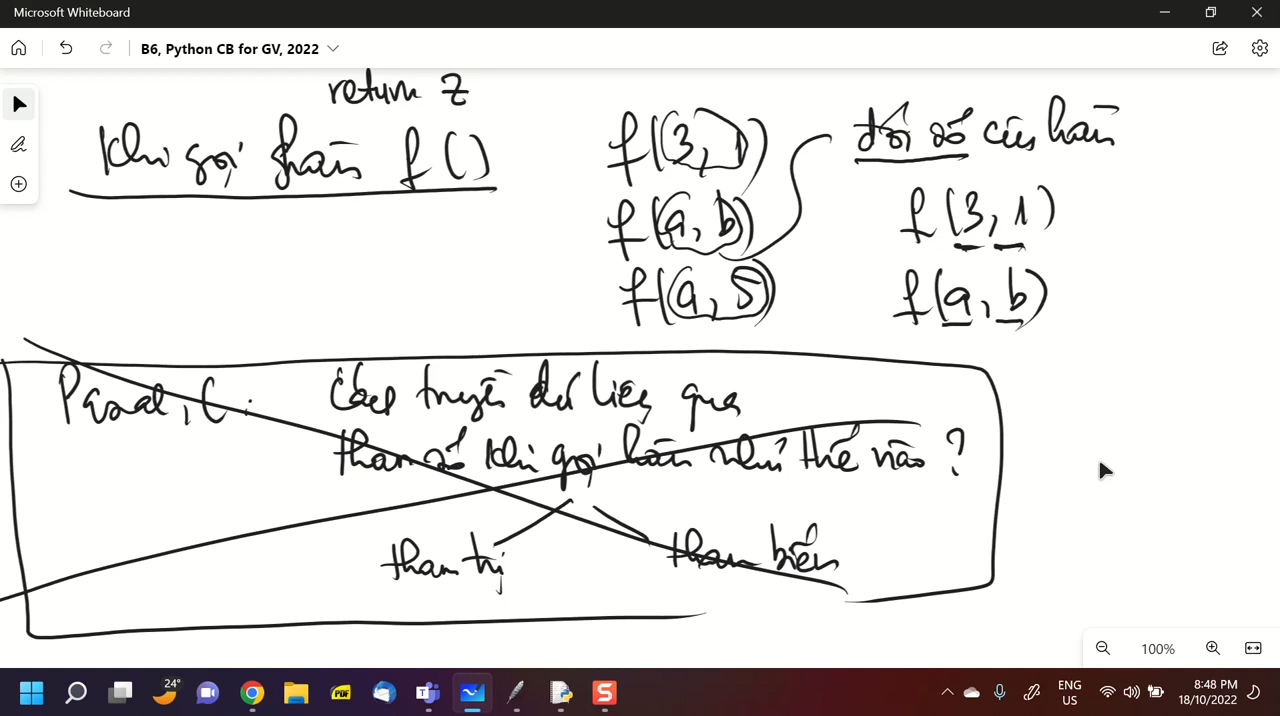 Microsoft Whiteboard
B6, Python CB for GV, 2022
return z
Khi gọi hàm f()
f(3, 1)
f(a, b)
f(a, 5)
đối số của hàm
f(3, 1)
f(a, b)
Pascal, C: Cách truyền dữ liệu qua
tham số khi gọi hàm như thế nào?
tham trị
tham biến
100%
24°
ENG
US
8:48 PM
18/10/2022